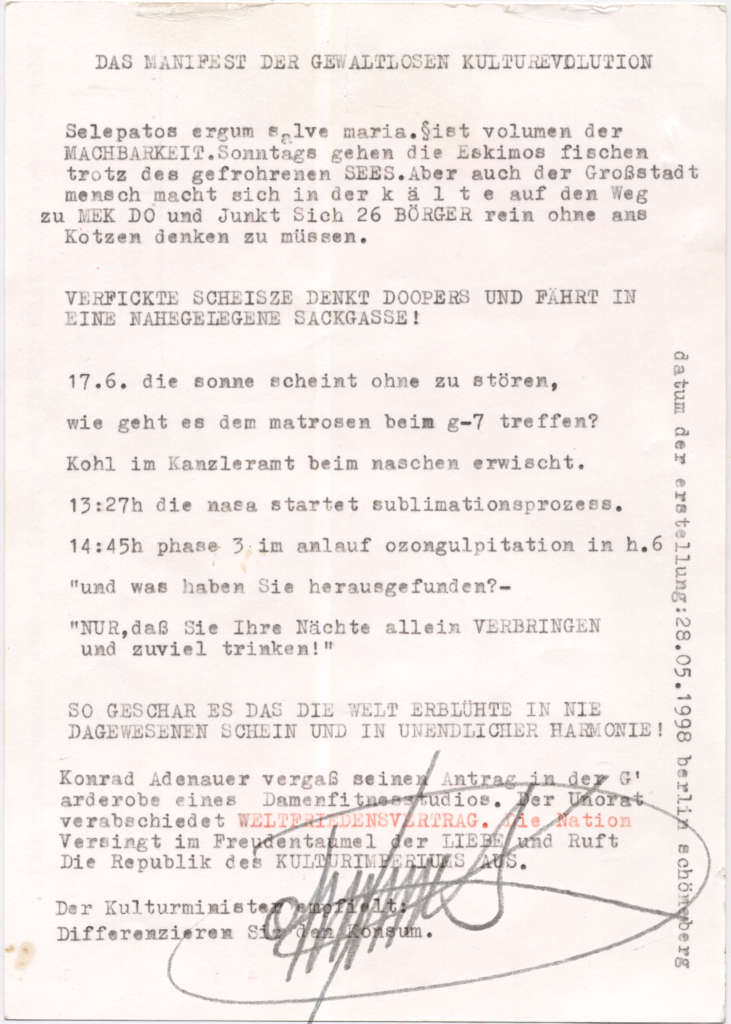 DAS MANIFEST DER GEWALTLOSEN KULTUREVOLUTION
Selepatos ergum salve maria.§ist volumen der
MACHBARKEIT.Sonntags gehen die Eskimos fischen
trotz des gefrohrenen SEES.Aber auch der Großstadt
mensch macht sich in der k ä l t e auf den Weg
zu MEK DO und Junkt Sich 26 BÖRGER rein ohne ans
Kotzen denken zu müssen.
VERFICKTE SCHEISZE DENKT DOOPERS UND FÄHRT IN
EINE NAHEGELEGENE SACKGASSE!
17.6. die sonne scheint ohne zu stören,
wie geht es dem matrosen beim g-7 treffen?
Kohl im Kanzleramt beim naschen erwischt.
13:27h die nasa startet sublimationsprozess.
14:45h phase 3 im anlauf ozongulpitation in h.6
"und was haben Sie herausgefunden?-
"NUR,daß Sie Ihre Nächte allein VERBRINGEN
und zuviel trinken!"
SO GESCHAR ES DAS DIE WELT ERBLÜHTE IN NIE
DAGEWESENEN SCHEIN UND IN UNENDLICHER HARMONIE!
Konrad Adenauer vergaß seinen Antrag in der G'
arderobe eines Damenfitnesstudios. Der Unorat
verabschiedet WELTFRIEDENSVERTRAG. Die Nation
Versingt im Freudentaumel der LIEBE und Ruft
Die Republik des KULTURIMPERIUMS AUS.
Der Kulturminister empfielt:
Differenzieren Sie den Konsum.
datum der erstellung:28.05.1998 berlin schöneberg